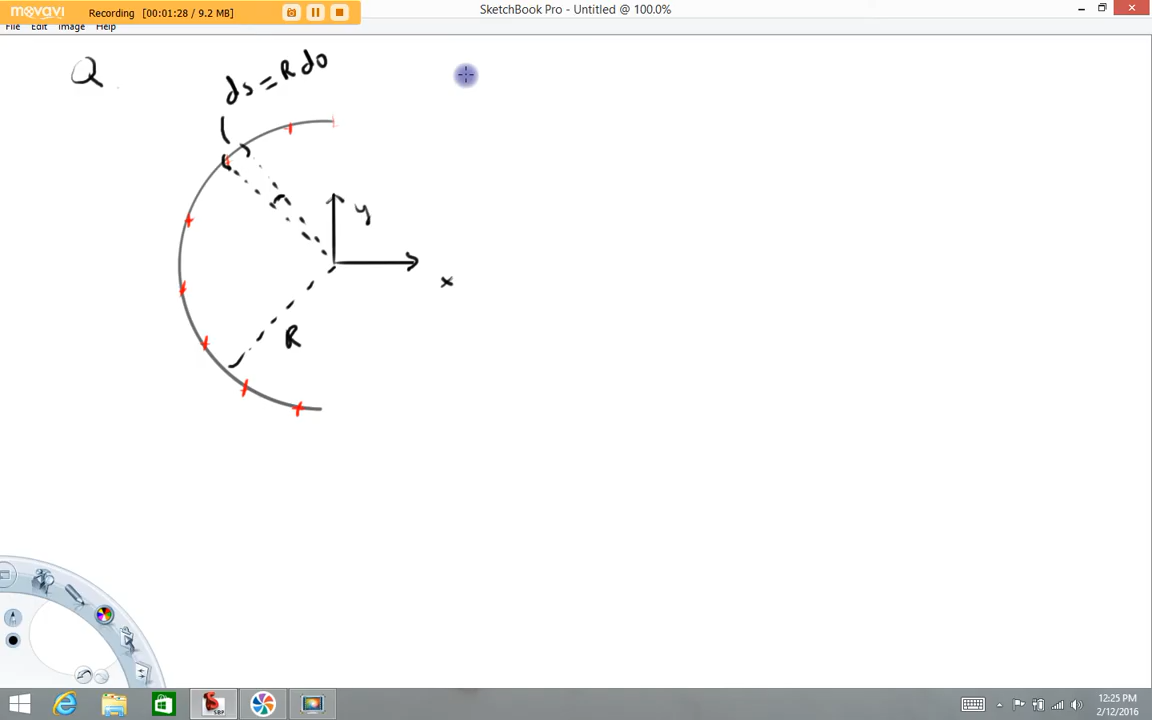 movavi
Recording [00:01:28 / 9.2 MB]
SketchBook Pro - Untitled @ 100.0%
File Edit Image Help
Q
ds = R dθ
y
x
R
SBP
12:25 PM
2/12/2016